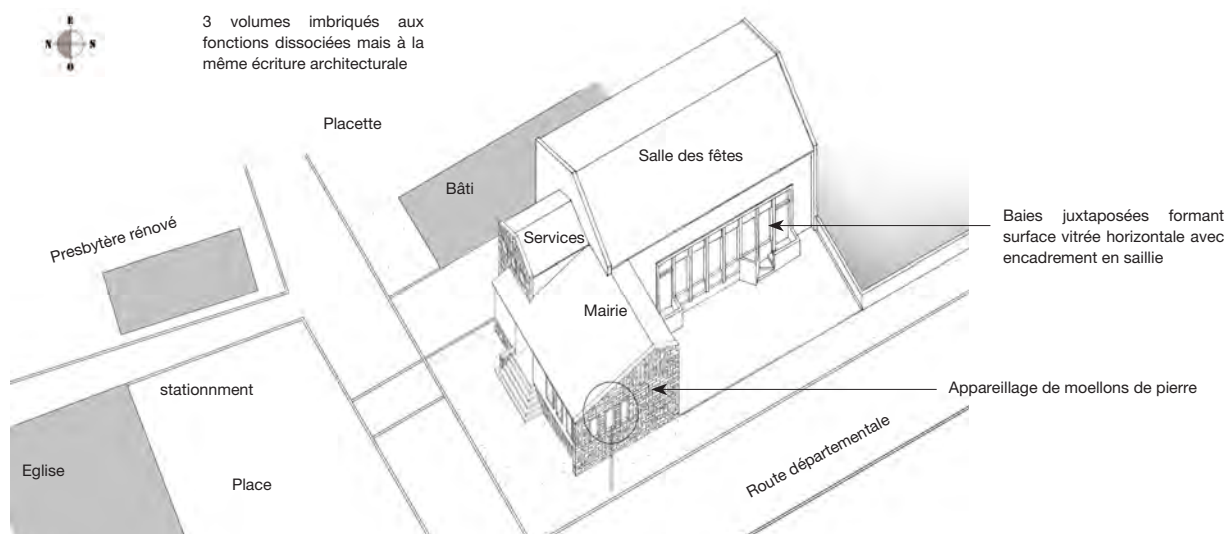 E
N S
O
3 volumes imbriqués aux
fonctions dissociées mais à la
même écriture architecturale
Placette
Salle des fêtes
Bâti
Baies juxtaposées formant
surface vitrée horizontale avec
encadrement en saillie
Presbytère rénové
Services
Mairie
stationnment
Appareillage de moellons de pierre
Eglise
Place
Route départementale